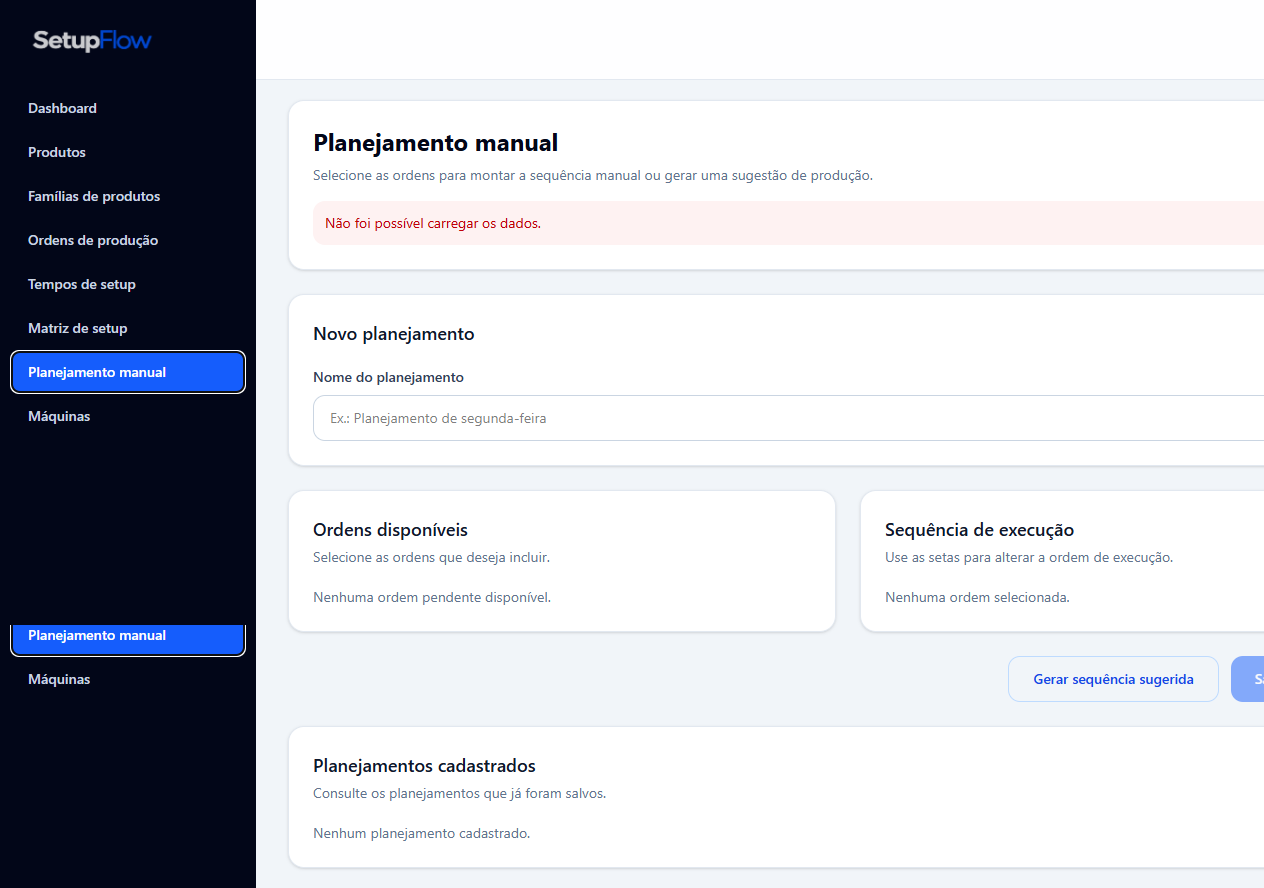 SetupFlow
Dashboard
Produtos
Famílias de produtos
Ordens de produção
Tempos de setup
Matriz de setup
Planejamento manual
Máquinas
Planejamento manual
Máquinas
Planejamento manual
Selecione as ordens para montar a sequência manual ou gerar uma sugestão de produção.
Não foi possível carregar os dados.
Novo planejamento
Nome do planejamento
Ex.: Planejamento de segunda-feira
Ordens disponíveis
Selecione as ordens que deseja incluir.
Nenhuma ordem pendente disponível.
Sequência de execução
Use as setas para alterar a ordem de execução.
Nenhuma ordem selecionada.
Gerar sequência sugerida
Planejamentos cadastrados
Consulte os planejamentos que já foram salvos.
Nenhum planejamento cadastrado.